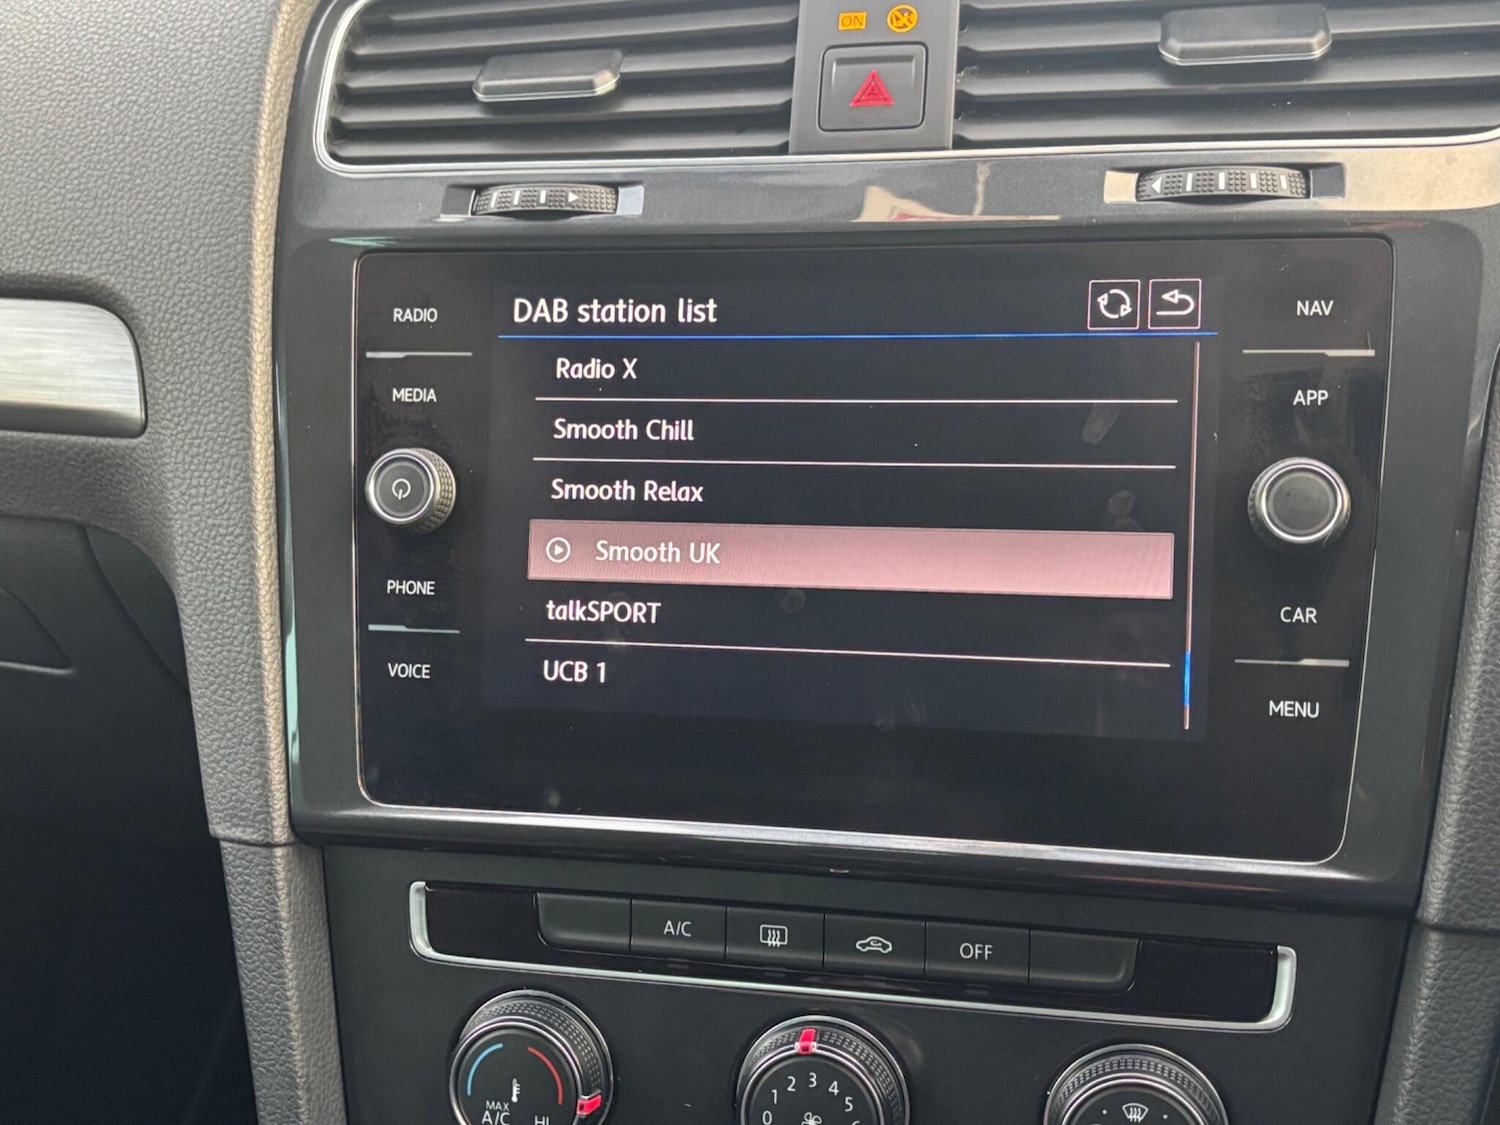 ON
RADIO
MEDIA
PHONE
VOICE
DAB station list
Radio X
Smooth Chill
Smooth Relax
Smooth UK
talkSPORT
UCB 1
NAV
APP
CAR
MENU
A/C
OFF
MAX
A/C
HI
0 1 2 3 4 5